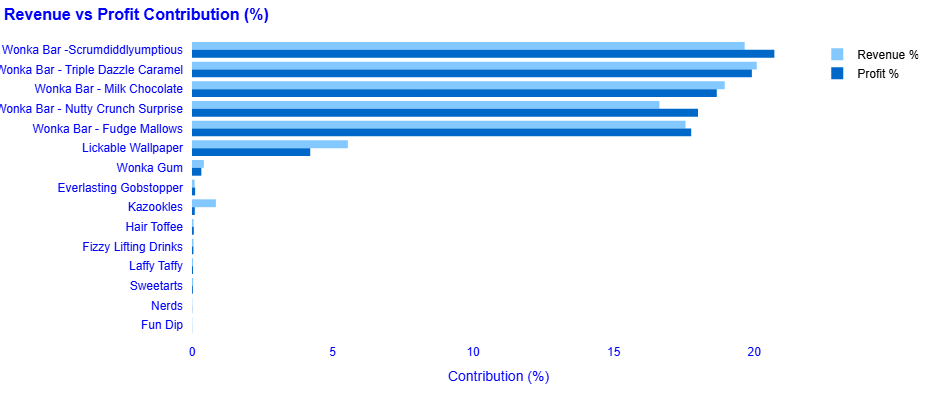 Revenue vs Profit Contribution (%)
Wonka Bar -Scrumdiddlyumptious
Wonka Bar - Triple Dazzle Caramel
Wonka Bar - Milk Chocolate
Wonka Bar - Nutty Crunch Surprise
Wonka Bar - Fudge Mallows
Lickable Wallpaper
Wonka Gum
Everlasting Gobstopper
Kazookles
Hair Toffee
Fizzy Lifting Drinks
Laffy Taffy
Sweetarts
Nerds
Fun Dip
0 5 10 15 20
Contribution (%)
Revenue %
Profit %